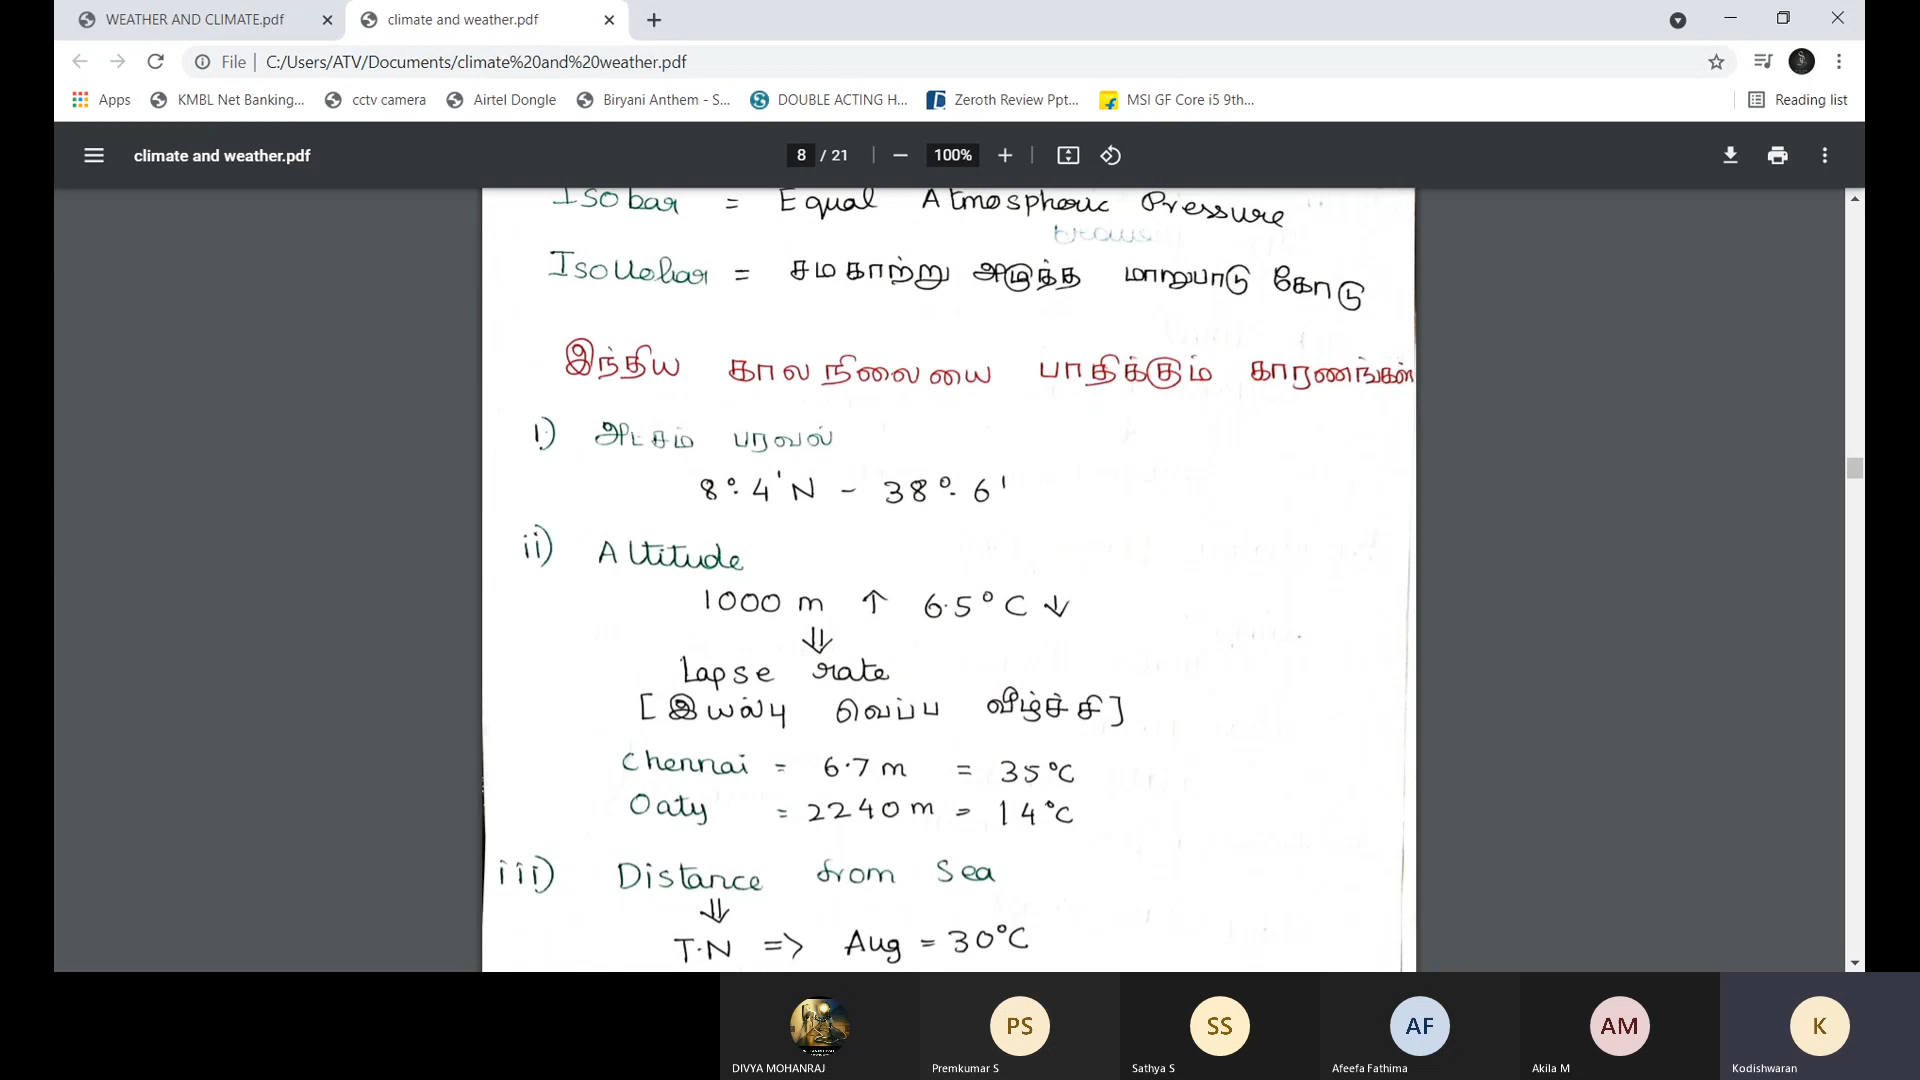 WEATHER AND CLIMATE.pdf
climate and weather.pdf
File | C:/Users/ATV/Documents/climate%20and%20weather.pdf
Apps KMBL Net Banking... cctv camera Airtel Dongle Biryani Anthem - S... DOUBLE ACTING H... Zeroth Review Ppt... MSI GF Core i5 9th... Reading list
climate and weather.pdf 8 / 21 100%
Isobar = Equal Atmospheric Pressure
Isollobar = சமகாற்று அழுத்த மாறுபாடு கோடு
இந்திய காலநிலையை பாதிக்கும் காரணங்கள்
i) அட்சம் பரவல்
8°.4'N - 38°.6'
ii) Altitude
1000 m ↑ 6.5°C ↓
⇓
Lapse rate
[இயல்பு வெப்ப வீழ்ச்சி]
Chennai = 6.7 m = 35°C
Oaty = 2240 m = 14°C
iii) Distance from Sea
⇓
T.N => Aug = 30°C
PS SS AF AM K
DIVYA MOHANRAJ Premkumar S Sathya S Afeefa Fathima Akila M Kodishwaran